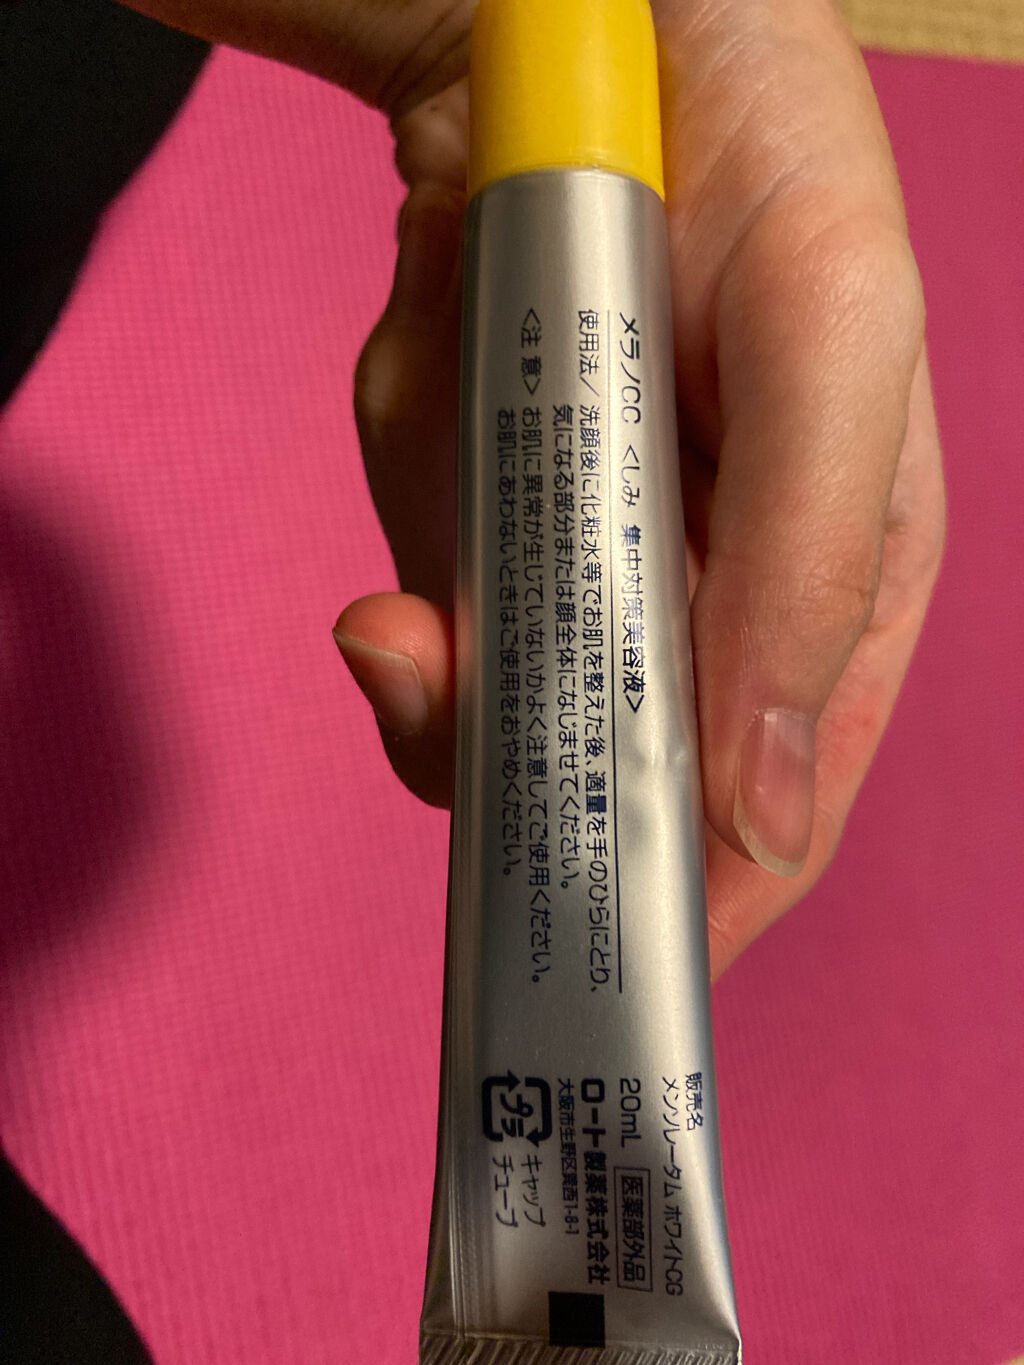 メラノCC <しみ 集中対策美容液>
使用法/ 洗顔後に化粧水等でお肌を整えた後、適量を手のひらにとり、
気になる部分または顔全体になじませてください。
<注 意> お肌に異常が生じていないかよく注意してご使用ください。
お肌にあわないときはご使用をおやめください。
販売名
メンソレータム ホワイトCG
20mL 医薬部外品
ロート製薬株式会社
大阪市生野区巽西1-8-1
プラ キャップ
チューブ